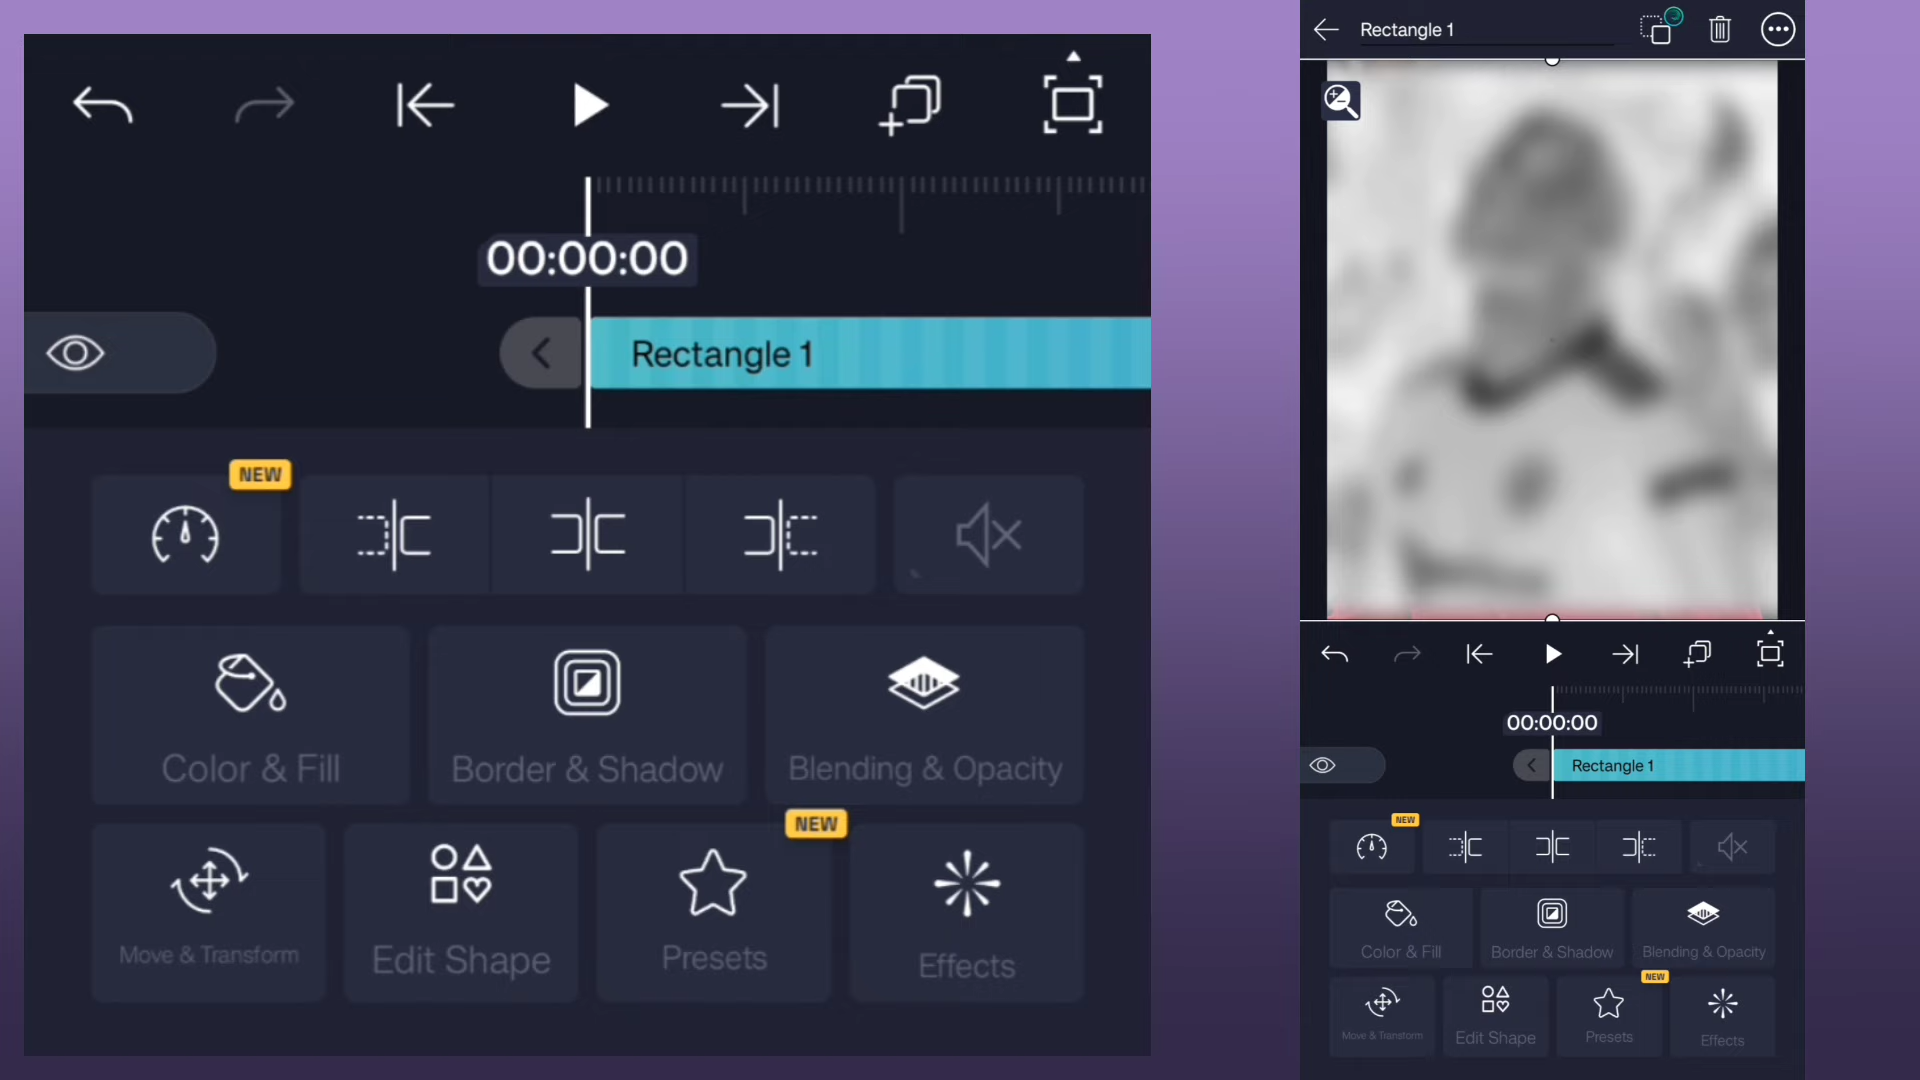 00:00:00
Rectangle 1
NEW
Color & Fill
Border & Shadow
Blending & Opacity
NEW
Move & Transform
Edit Shape
Presets
Effects
Rectangle 1
00:00:00
Rectangle 1
NEW
Color & Fill
Border & Shadow
Blending & Opacity
NEW
Move & Transform
Edit Shape
Presets
Effects